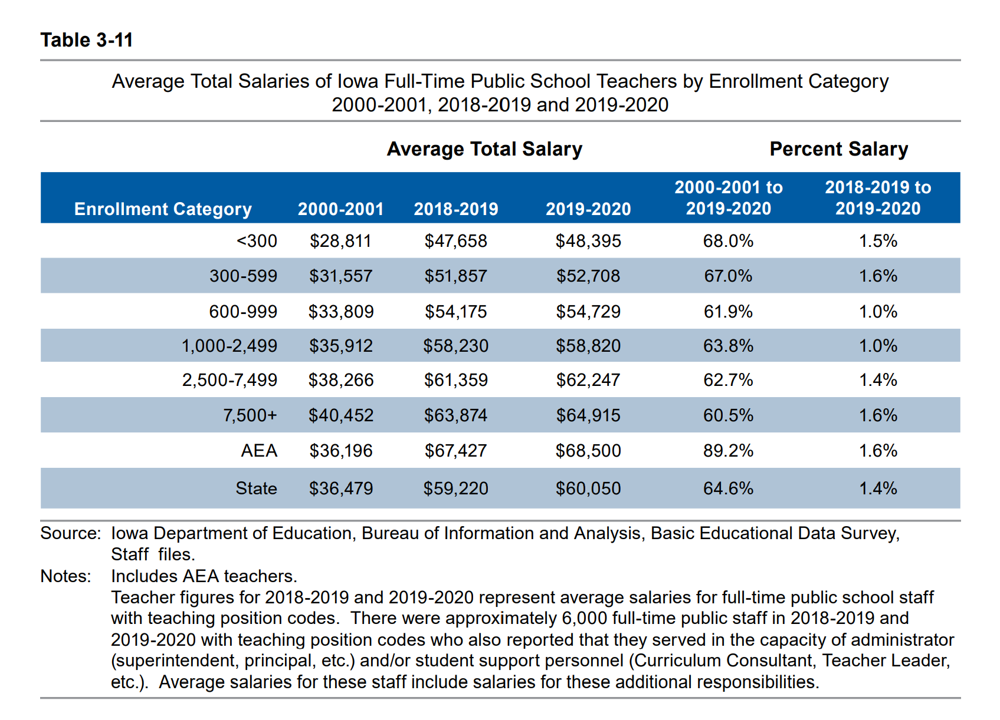 Table 3-11
Average Total Salaries of Iowa Full-Time Public School Teachers by Enrollment Category
2000-2001, 2018-2019 and 2019-2020
Average Total Salary Percent Salary
2000-2001 to 2018-2019 to
Enrollment Category 2000-2001 2018-2019 2019-2020 2019-2020 2019-2020
<300 $28,811 $47,658 $48,395 68.0% 1.5%
300-599 $31,557 $51,857 $52,708 67.0% 1.6%
600-999 $33,809 $54,175 $54,729 61.9% 1.0%
1,000-2,499 $35,912 $58,230 $58,820 63.8% 1.0%
2,500-7,499 $38,266 $61,359 $62,247 62.7% 1.4%
7,500+ $40,452 $63,874 $64,915 60.5% 1.6%
AEA $36,196 $67,427 $68,500 89.2% 1.6%
State $36,479 $59,220 $60,050 64.6% 1.4%
Source: Iowa Department of Education, Bureau of Information and Analysis, Basic Educational Data Survey,
Staff files.
Notes: Includes AEA teachers.
Teacher figures for 2018-2019 and 2019-2020 represent average salaries for full-time public school staff
with teaching position codes. There were approximately 6,000 full-time public staff in 2018-2019 and
2019-2020 with teaching position codes who also reported that they served in the capacity of administrator
(superintendent, principal, etc.) and/or student support personnel (Curriculum Consultant, Teacher Leader,
etc.). Average salaries for these staff include salaries for these additional responsibilities.